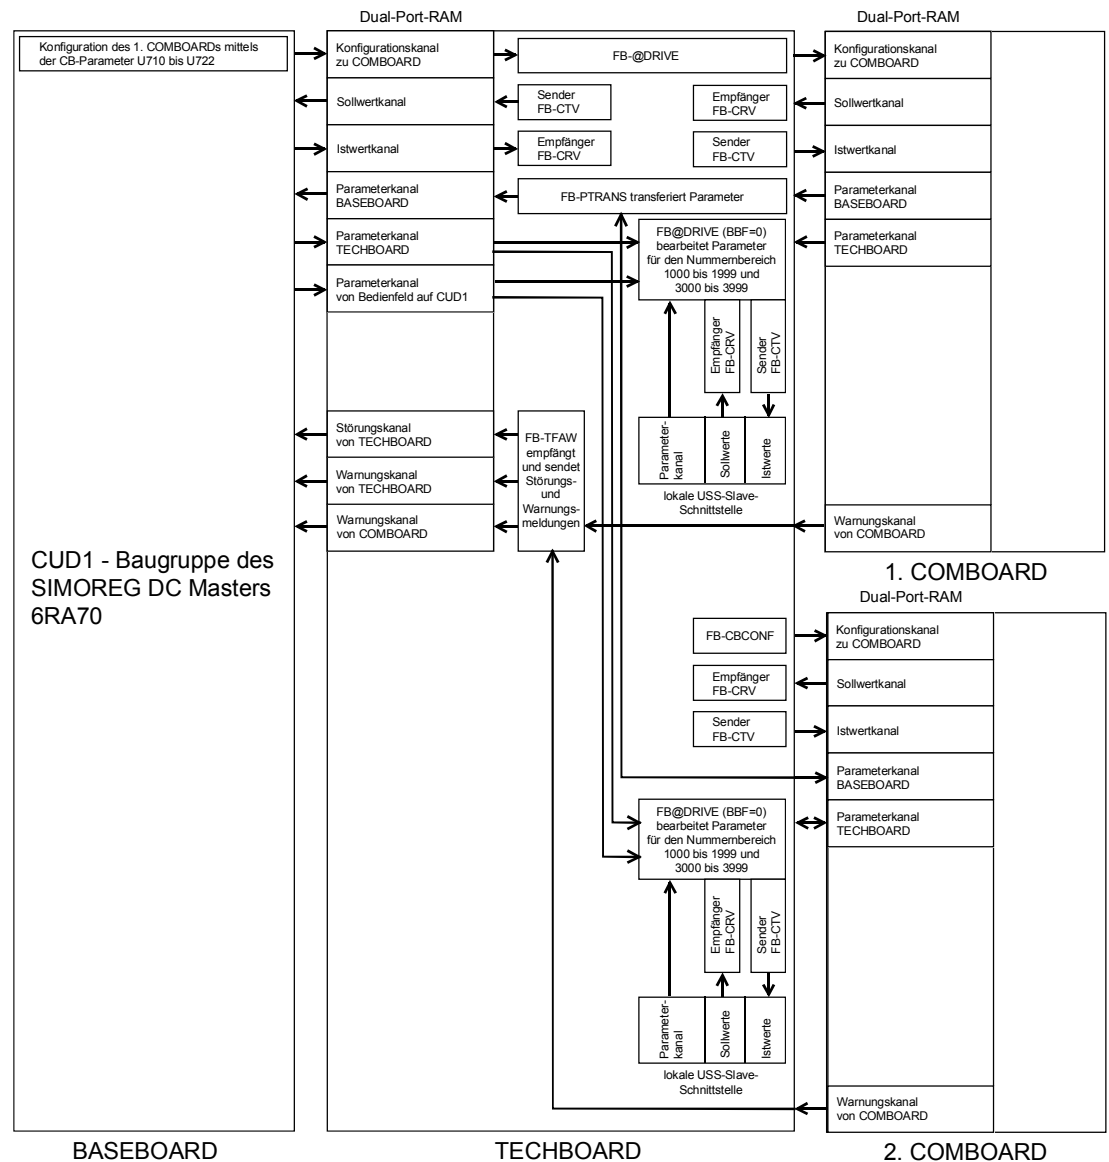 Dual-Port-RAM
Dual-Port-RAM
Konfiguration des 1. COMBOARDs mittels
der CB-Parameter U710 bis U722
Konfigurationskanal
zu COMBOARD
FB-@DRIVE
Konfigurationskanal
zu COMBOARD
Sollwertkanal
Sender
FB-CTV
Empfänger
FB-CRV
Sollwertkanal
Istwertkanal
Empfänger
FB-CRV
Sender
FB-CTV
Istwertkanal
Parameterkanal
BASEBOARD
FB-PTRANS transferiert Parameter
Parameterkanal
BASEBOARD
Parameterkanal
TECHBOARD
FB@DRIVE (BBF=0)
bearbeitet Parameter
für den Nummernbereich
1000 bis 1999 und
3000 bis 3999
Parameterkanal
TECHBOARD
Parameterkanal
von Bedienfeld auf CUD1
Empfänger
FB-CRV
Sender
FB-CTV
Störungskanal
von TECHBOARD
Warnungskanal
von TECHBOARD
Warnungskanal
von COMBOARD
FB-TFAW
empfängt
und sendet
Störungs-
und
Warnungs-
meldungen
Parameter-
kanal
Sollwerte
Istwerte
lokale USS-Slave-
Schnittstelle
Warnungskanal
von COMBOARD
CUD1 - Baugruppe des
SIMOREG DC Masters
6RA70
1. COMBOARD
Dual-Port-RAM
FB-CBCONF
Konfigurationskanal
zu COMBOARD
Empfänger
FB-CRV
Sollwertkanal
Sender
FB-CTV
Istwertkanal
Parameterkanal
BASEBOARD
FB@DRIVE (BBF=0)
bearbeitet Parameter
für den Nummernbereich
1000 bis 1999 und
3000 bis 3999
Parameterkanal
TECHBOARD
Empfänger
FB-CRV
Sender
FB-CTV
Parameter-
kanal
Sollwerte
Istwerte
lokale USS-Slave-
Schnittstelle
Warnungskanal
von COMBOARD
BASEBOARD
TECHBOARD
2. COMBOARD